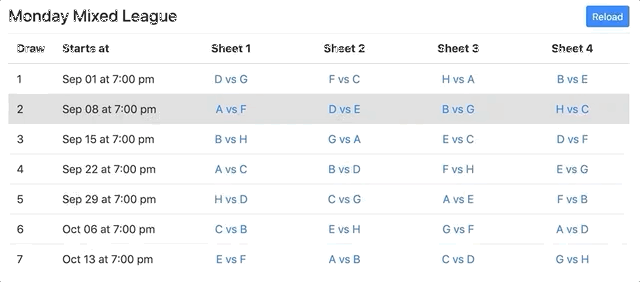 Monday Mixed League
Reload
Draw Starts at Sheet 1 Sheet 2 Sheet 3 Sheet 4
1 Sep 01 at 7:00 pm D vs G F vs C H vs A B vs E
2 Sep 08 at 7:00 pm A vs F D vs E B vs G H vs C
3 Sep 15 at 7:00 pm B vs H G vs A E vs C D vs F
4 Sep 22 at 7:00 pm A vs C B vs D F vs H E vs G
5 Sep 29 at 7:00 pm H vs D C vs G A vs E F vs B
6 Oct 06 at 7:00 pm C vs B E vs H G vs F A vs D
7 Oct 13 at 7:00 pm E vs F A vs B C vs D G vs H